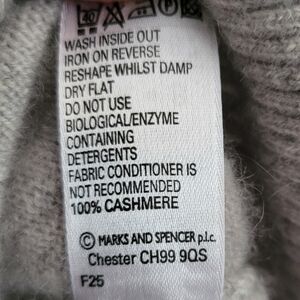 40
WASH INSIDE OUT
IRON ON REVERSE
RESHAPE WHILST DAMP
DRY FLAT
DO NOT USE
BIOLOGICAL/ENZYME
CONTAINING
DETERGENTS
FABRIC CONDITIONER IS
NOT RECOMMENDED
100% CASHMERE
© MARKS AND SPENCER p.l.c.
Chester CH99 9QS
F25